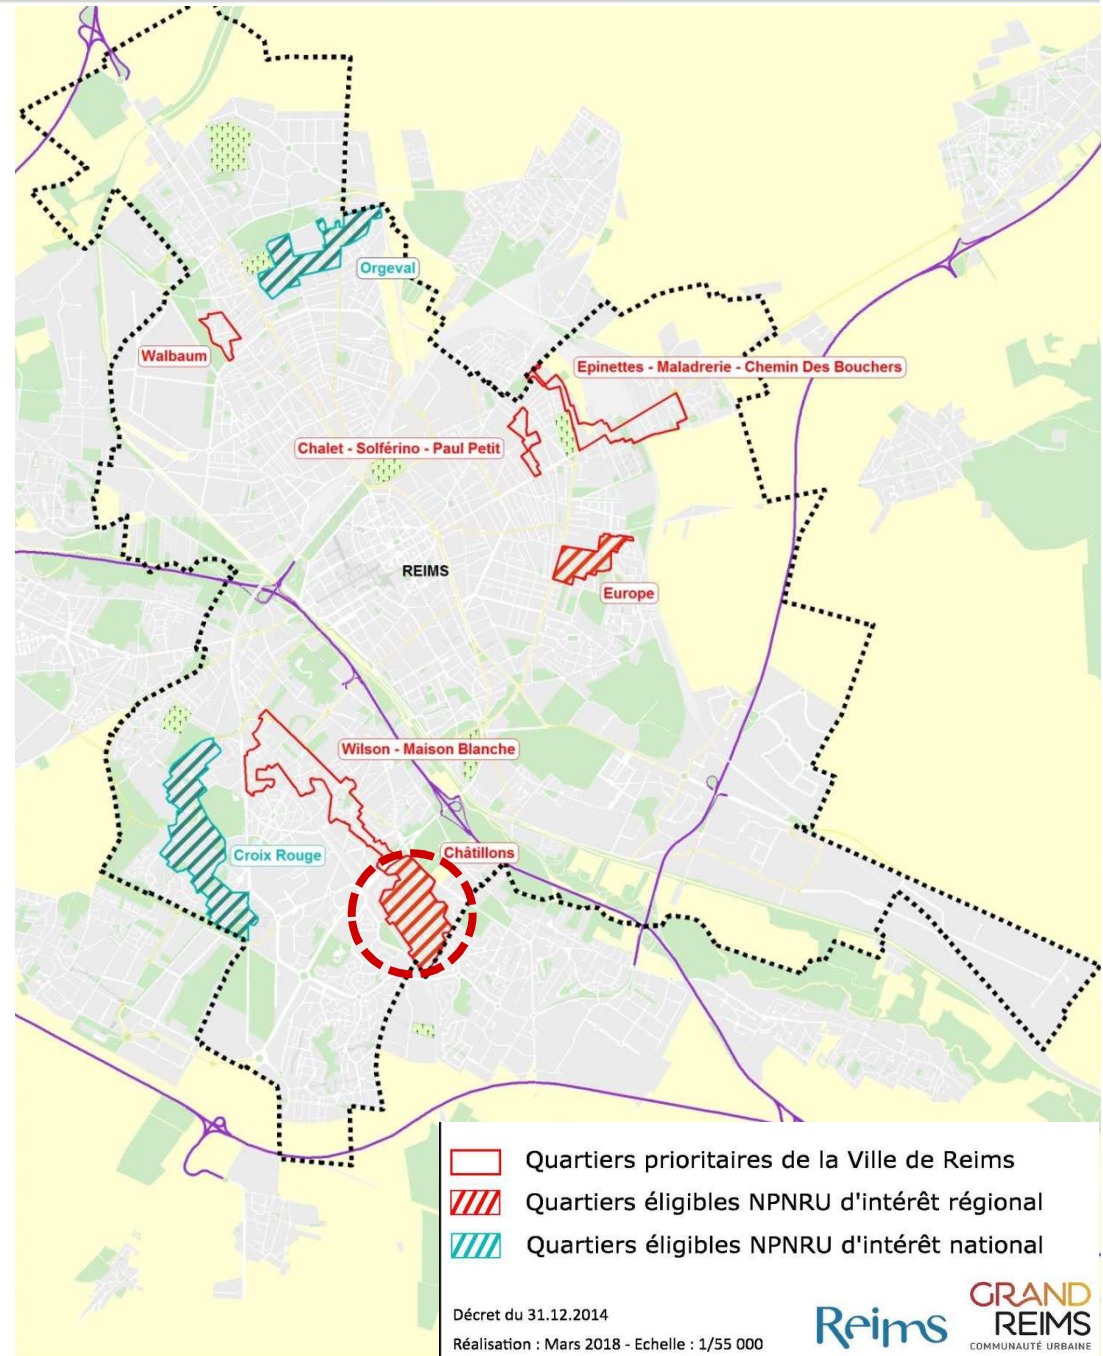 Orgeval
Walbaum
Epinettes - Maladrerie - Chemin Des Bouchers
Chalet - Solférino - Paul Petit
REIMS
Europe
Wilson - Maison Blanche
Châtillons
Croix Rouge
Quartiers prioritaires de la Ville de Reims
Quartiers éligibles NPNRU d'intérêt régional
Quartiers éligibles NPNRU d'intérêt national
Décret du 31.12.2014
Réalisation : Mars 2018 - Echelle : 1/55 000
Reims
GRAND
REIMS
COMMUNAUTÉ URBAINE